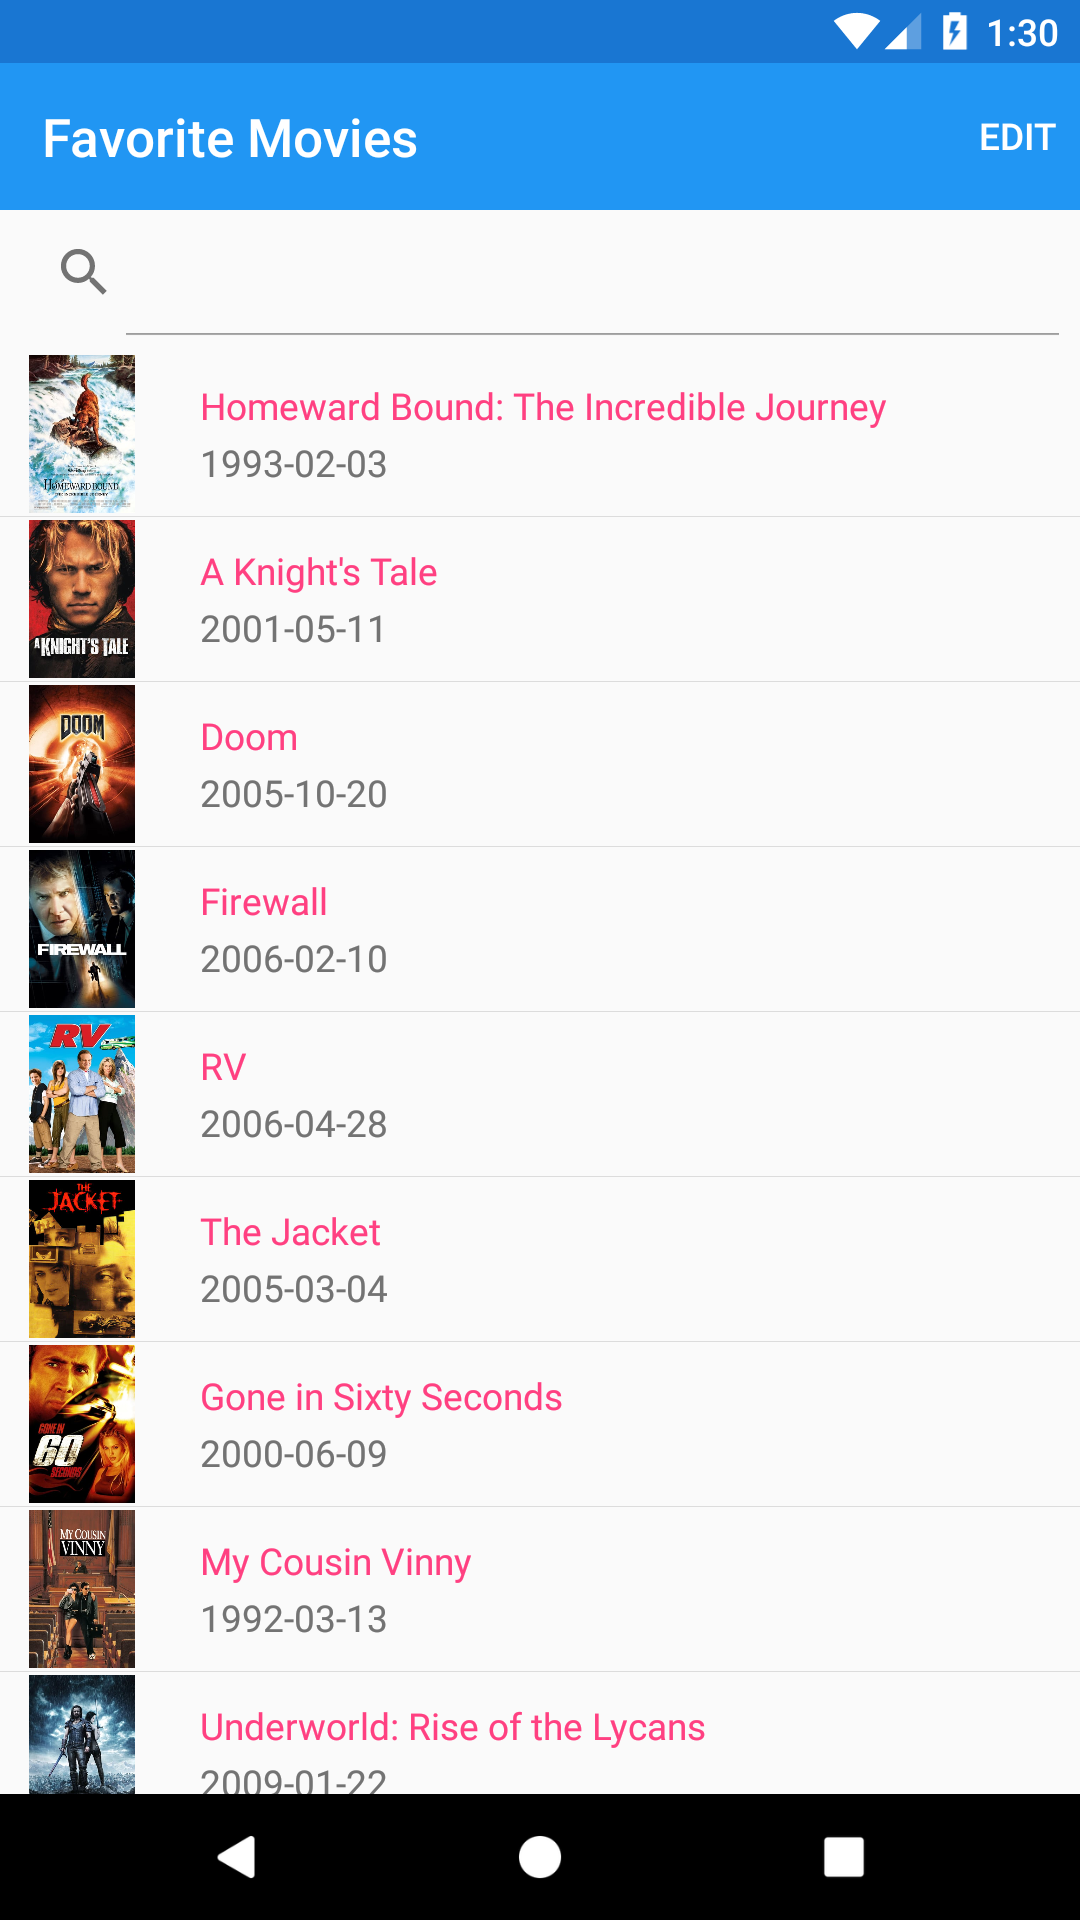 1:30
Favorite Movies
EDIT
HOMEWARD BOUND
THE INCREDIBLE JOURNEY
Homeward Bound: The Incredible Journey
1993-02-03
A KNIGHT'S TALE
A Knight's Tale
2001-05-11
DOOM
Doom
2005-10-20
FIREWALL
Firewall
2006-02-10
RV
RV
2006-04-28
THE
JACKET
The Jacket
2005-03-04
GONE IN
60
SECONDS
Gone in Sixty Seconds
2000-06-09
MY COUSIN
VINNY
My Cousin Vinny
1992-03-13
Underworld: Rise of the Lycans
2009-01-22